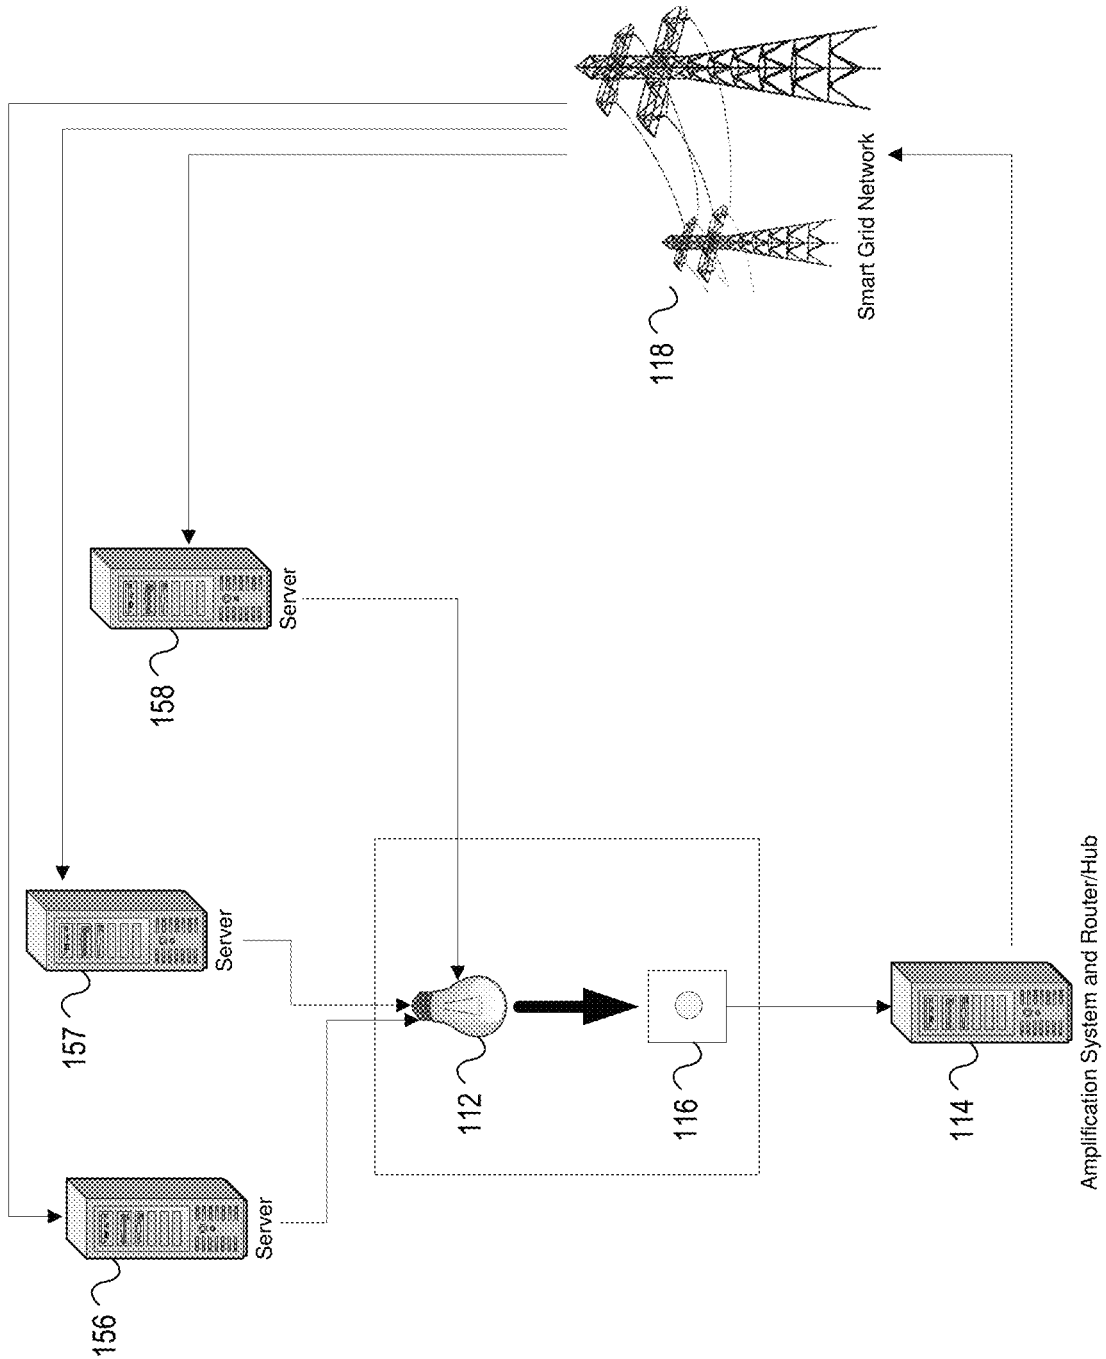 156
Server
157
Server
158
Server
112
116
114
Amplification System and Router/Hub
118
Smart Grid Network